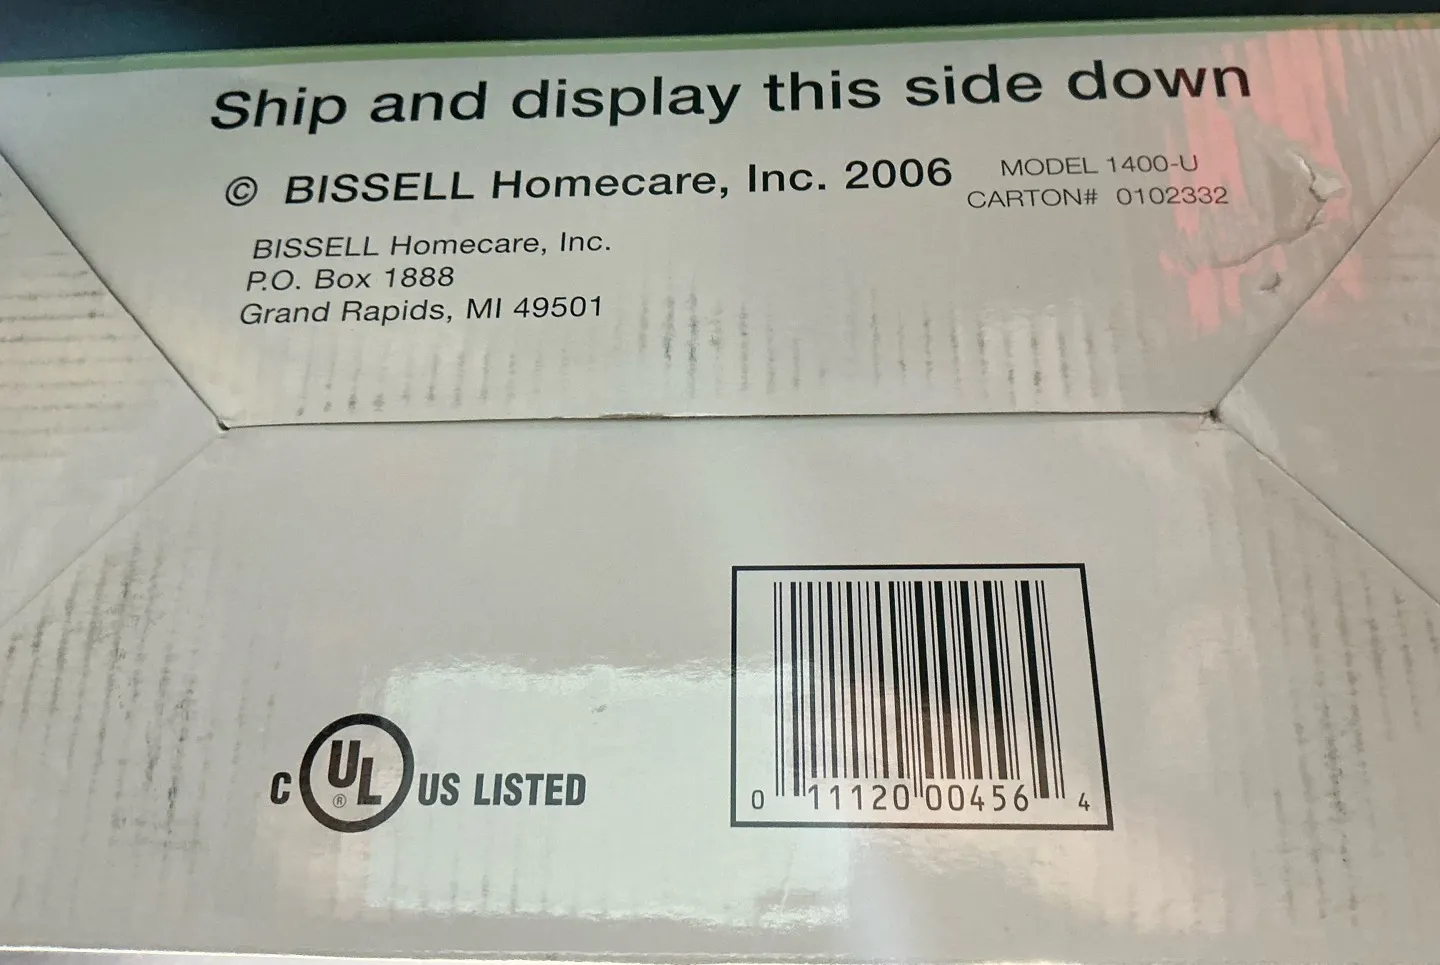 Ship and display this side down
© BISSELL Homecare, Inc. 2006
MODEL 1400-U
CARTON# 0102332
BISSELL Homecare, Inc.
P.O. Box 1888
Grand Rapids, MI 49501
C UL ® US LISTED
0 11120 00456 4